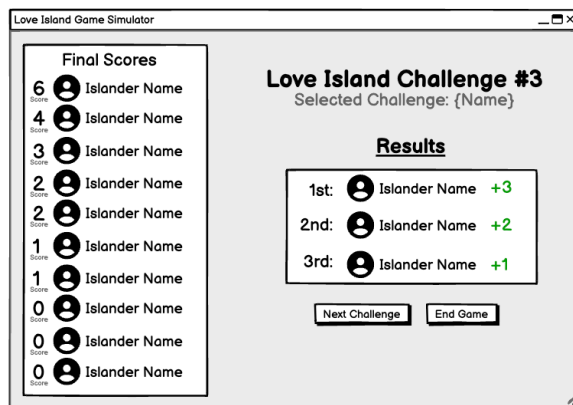 Love Island Game Simulator
Final Scores
6 Islander Name
Score
4 Islander Name
Score
3 Islander Name
Score
2 Islander Name
Score
2 Islander Name
Score
1 Islander Name
Score
1 Islander Name
Score
0 Islander Name
Score
0 Islander Name
Score
0 Islander Name
Score
Love Island Challenge #3
Selected Challenge: {Name}
Results
1st: Islander Name +3
2nd: Islander Name +2
3rd: Islander Name +1
Next Challenge End Game